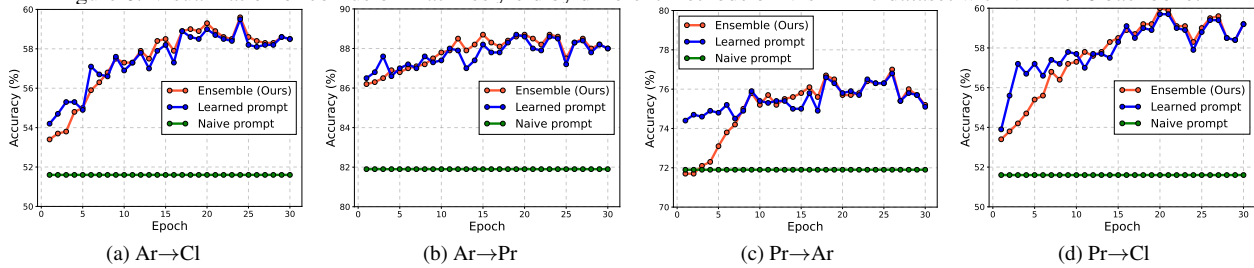 60
58
56
54
52
50
0
5
10
15
20
25
30
Accuracy (%)
Epoch
Ensemble (Ours)
Learned prompt
Naive prompt
(a) Ar→Cl
90
88
86
84
82
80
0
5
10
15
20
25
30
Accuracy (%)
Epoch
Ensemble (Ours)
Learned prompt
Naive prompt
(b) Ar→Pr
80
78
76
74
72
70
0
5
10
15
20
25
30
Accuracy (%)
Epoch
Ensemble (Ours)
Learned prompt
Naive prompt
(c) Pr→Ar
60
58
56
54
52
50
0
5
10
15
20
25
30
Accuracy (%)
Epoch
Ensemble (Ours)
Learned prompt
Naive prompt
(d) Pr→Cl